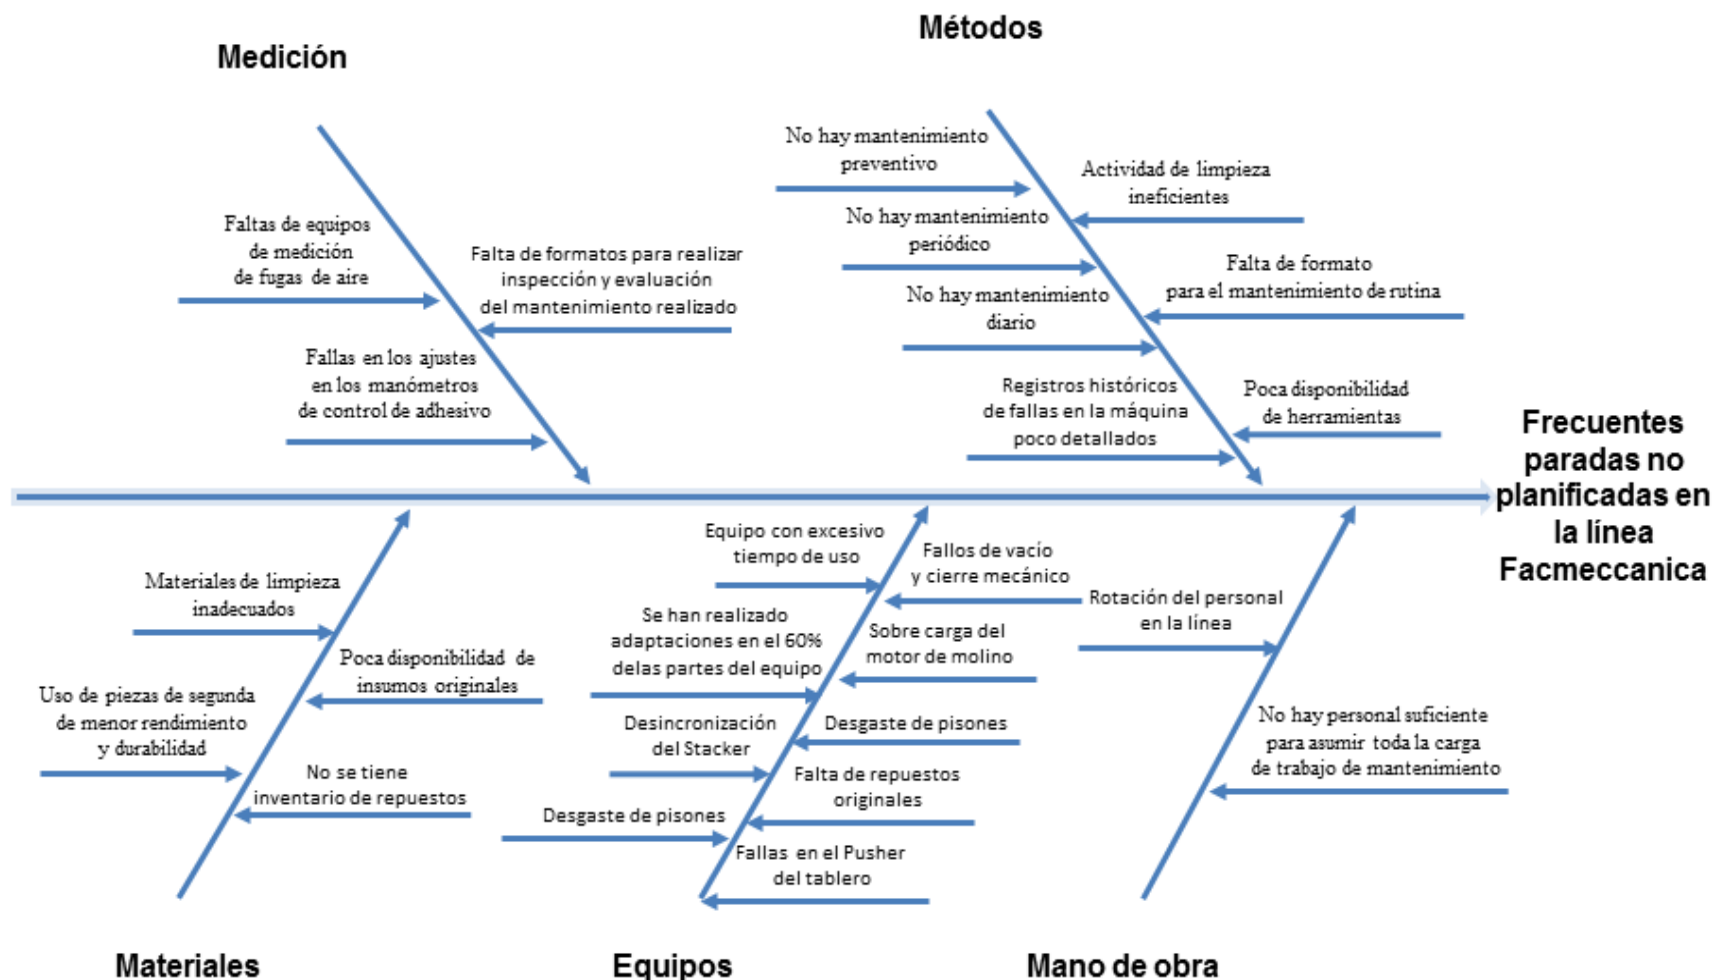 Medición
Métodos
Faltas de equipos
de medición
de fugas de aire
Falta de formatos para realizar
inspección y evaluación
del mantenimiento realizado
Fallas en los ajustes
en los manómetros
de control de adhesivo
No hay mantenimiento
preventivo
Actividad de limpieza
ineficientes
No hay mantenimiento
periódico
Falta de formato
para el mantenimiento de rutina
No hay mantenimiento
diario
Registros históricos
de fallas en la máquina
poco detallados
Poca disponibilidad
de herramientas
Frecuentes
paradas no
planificadas en
la línea
Facmeccanica
Materiales de limpieza
inadecuados
Poca disponibilidad de
insumos originales
Uso de piezas de segunda
de menor rendimiento
y durabilidad
No se tiene
inventario de repuestos
Equipo con excesivo
tiempo de uso
Fallos de vacío
y cierre mecánico
Se han realizado
adaptaciones en el 60%
delas partes del equipo
Sobre carga del
motor de molino
Desincronización
del Stacker
Desgaste de pisones
Falta de repuestos
originales
Desgaste de pisones
Fallas en el Pusher
del tablero
Rotación del personal
en la línea
No hay personal suficiente
para asumir toda la carga
de trabajo de mantenimiento
Materiales
Equipos
Mano de obra